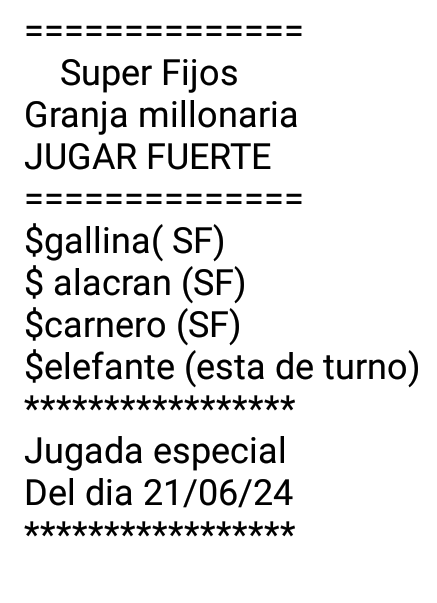 ==============
Super Fijos
Granja millonaria
JUGAR FUERTE
==============
$gallina( SF)
$ alacran (SF)
$carnero (SF)
$elefante (esta de turno)
*****************
Jugada especial
Del dia 21/06/24
*****************